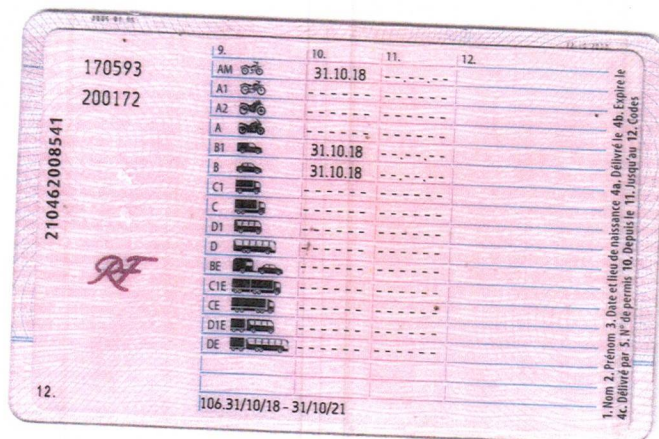 170593
200172
210462008541
12.
9. 10. 11. 12.
AM 31.10.18
A1
A2
A
B1 31.10.18
B 31.10.18
C1
C
D1
D
BE
C1E
CE
D1E
DE
106.31/10/18 - 31/10/21
1. Nom 2. Prénom 3. Date et lieu de naissance 4a. Délivré le 4b. Expire le
4c. Délivré par 5. N° de permis 10. Depuis le 11. Jusqu'au 12. Codes